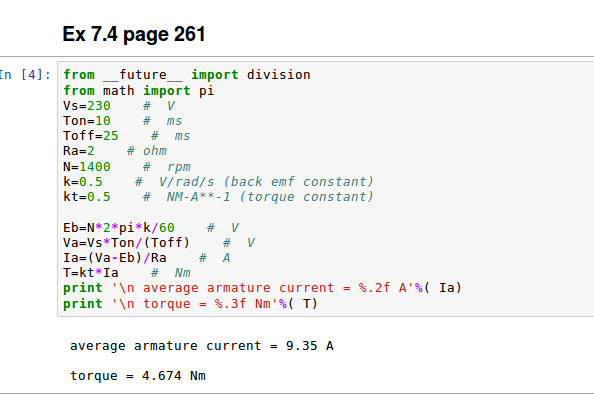 Ex 7.4 page 261
In [4]:
from __future__ import division
from math import pi
Vs=230    #  V
Ton=10    #  ms
Toff=25    #  ms
Ra=2    # ohm
N=1400    #  rpm
k=0.5    #  V/rad/s (back emf constant)
kt=0.5    #  NM-A**-1 (torque constant)
Eb=N*2*pi*k/60    #  V
Va=Vs*Ton/(Toff)    #  V
Ia=(Va-Eb)/Ra    #  A
T=kt*Ia    #  Nm
print '\n average armature current = %.2f A'%( Ia)
print '\n torque = %.3f Nm'%( T)
average armature current = 9.35 A
torque = 4.674 Nm